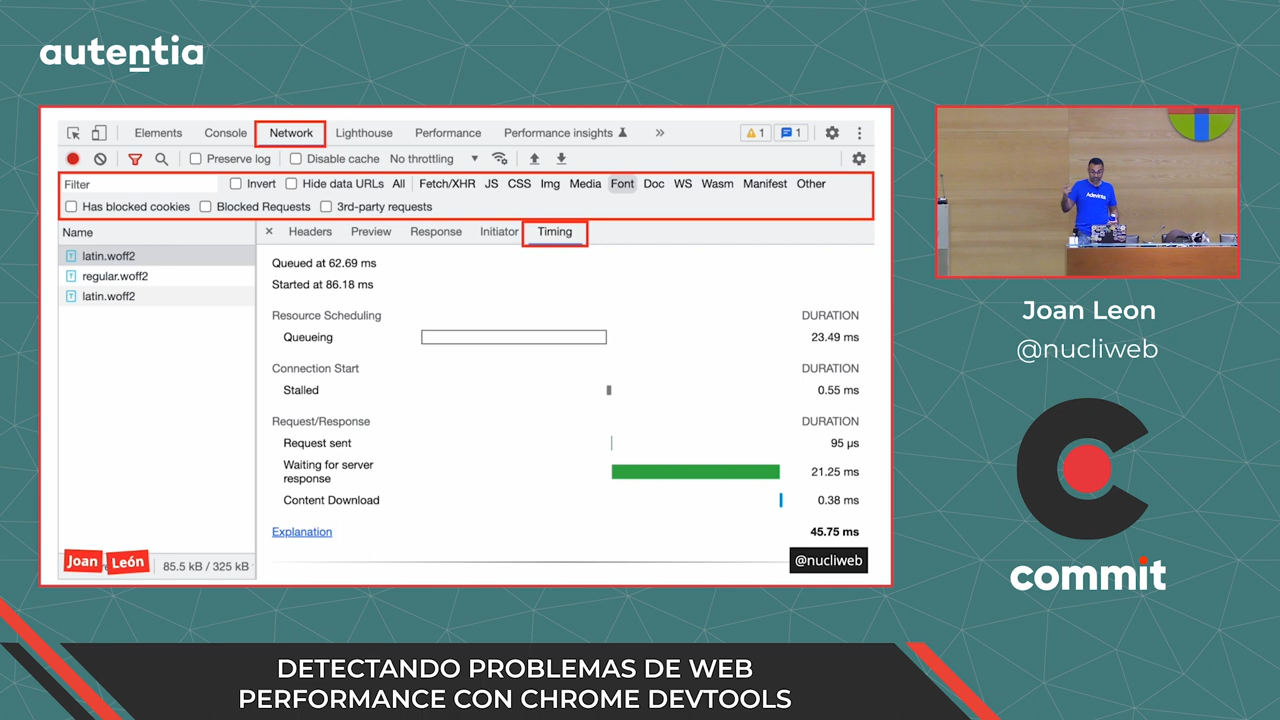 autentia
Elements Console Network Lighthouse Performance Performance insights » 1 1
Preserve log Disable cache No throttling
Filter Invert Hide data URLs All Fetch/XHR JS CSS Img Media Font Doc WS Wasm Manifest Other
Has blocked cookies Blocked Requests 3rd-party requests
Name × Headers Preview Response Initiator Timing
latin.woff2
regular.woff2
latin.woff2
Queued at 62.69 ms
Started at 86.18 ms
Resource Scheduling DURATION
Queueing 23.49 ms
Connection Start DURATION
Stalled 0.55 ms
Request/Response DURATION
Request sent 95 μs
Waiting for server
response 21.25 ms
Content Download 0.38 ms
Explanation 45.75 ms
Joan León 85.5 kB / 325 kB
@nucliweb
Adevinta
Joan Leon
@nucliweb
commit
DETECTANDO PROBLEMAS DE WEB
PERFORMANCE CON CHROME DEVTOOLS